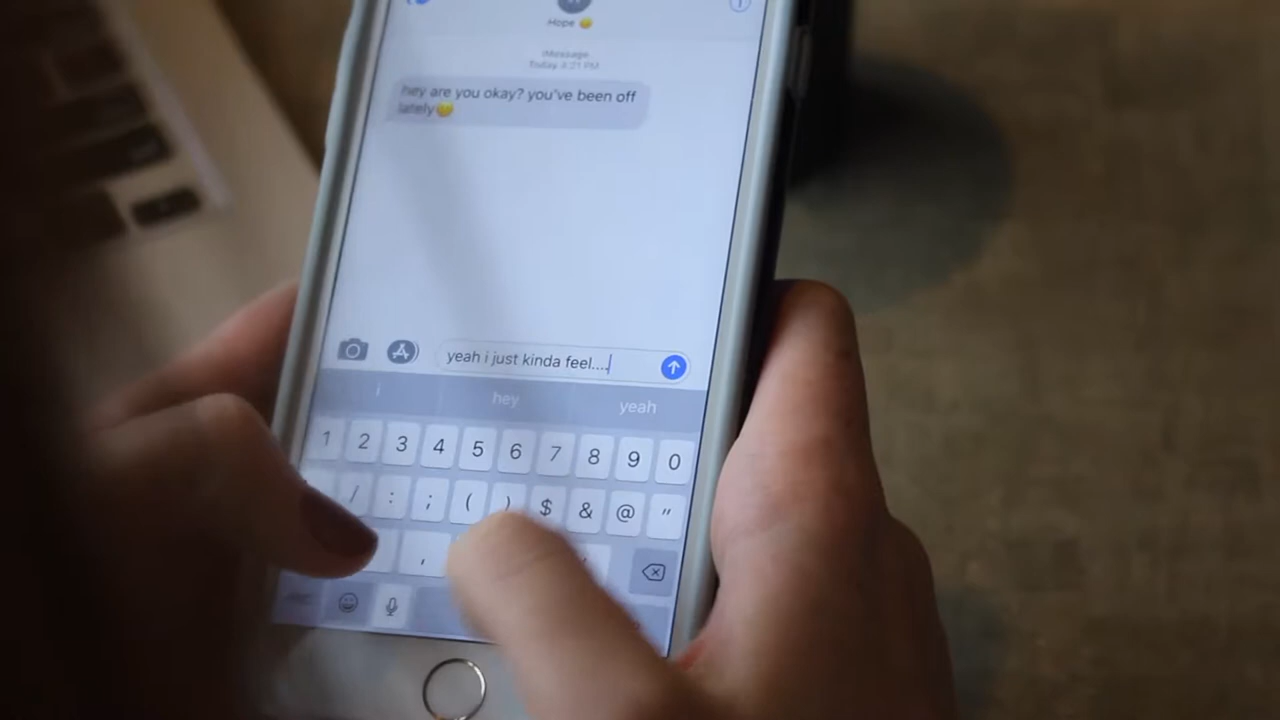 Hope 😊
iMessage
Today 4:21 PM
hey are you okay? you've been off
lately😕
yeah i just kinda feel....
i hey yeah
1 2 3 4 5 6 7 8 9 0
/ : ; ( ) $ & @ "
,